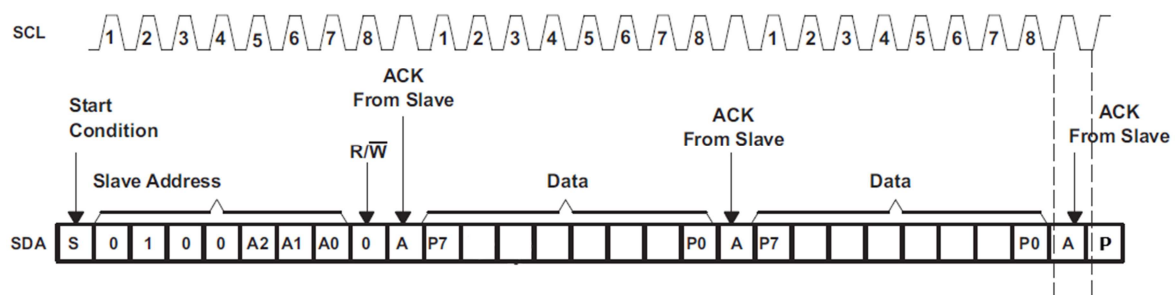 SCL 1 2 3 4 5 6 7 8 1 2 3 4 5 6 7 8 1 2 3 4 5 6 7 8
ACK
From Slave
Start
Condition
ACK
From Slave
ACK
From Slave
R/W̅
Slave Address
Data
Data
SDA S 0 1 0 0 A2 A1 A0 0 A P7 P0 A P7 P0 A P